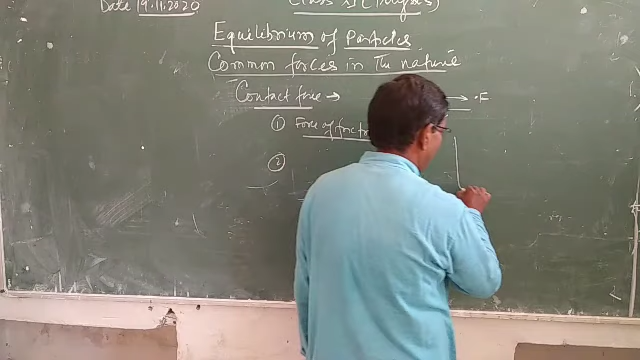 Date 19.11.2020 Class XI (Physics)
Equilibrium of Particles
Common forces in The nature
Contact force → → .F
① Force of frict
②